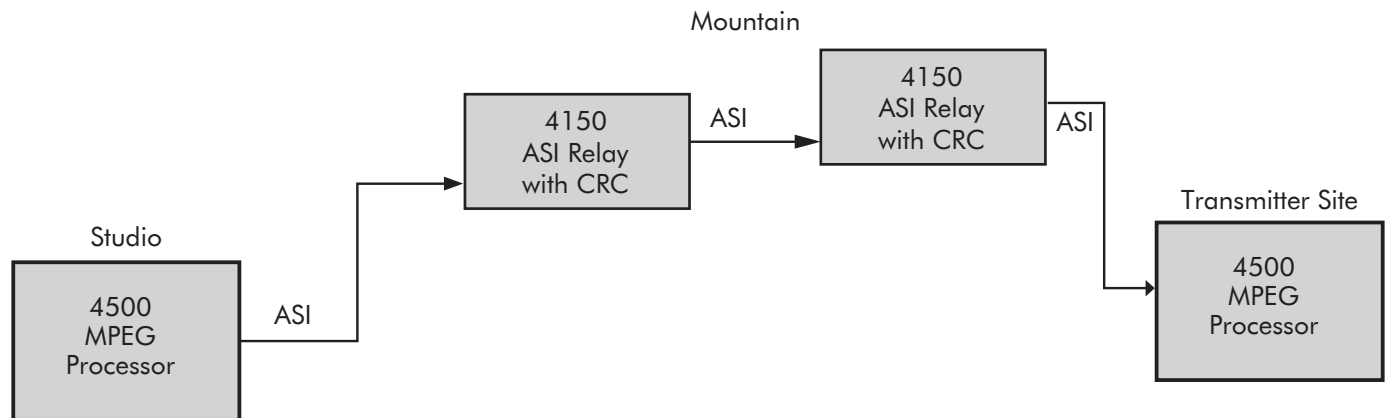 Mountain
4150
ASI Relay
with CRC
ASI
4150
ASI Relay
with CRC
ASI
Studio
4500
MPEG
Processor
ASI
Transmitter Site
4500
MPEG
Processor